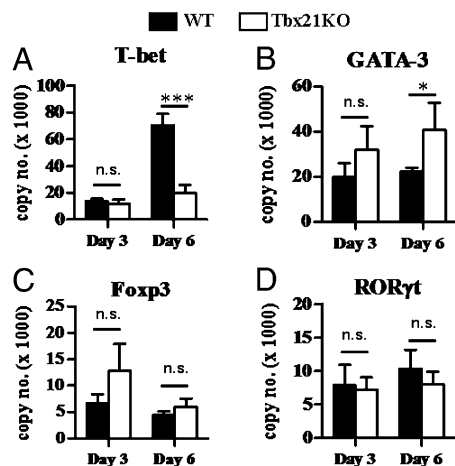 WT Tbx21KO
A T-bet
copy no. (x 1000)
100
80
60
40
20
0
n.s.
***
Day 3 Day 6
B GATA-3
copy no. (x 1000)
60
40
20
0
n.s.
*
Day 3 Day 6
C Foxp3
copy no. (x 1000)
25
20
15
10
5
0
n.s.
n.s.
Day 3 Day 6
D RORγt
copy no. (x 1000)
20
15
10
5
0
n.s.
n.s.
Day 3 Day 6